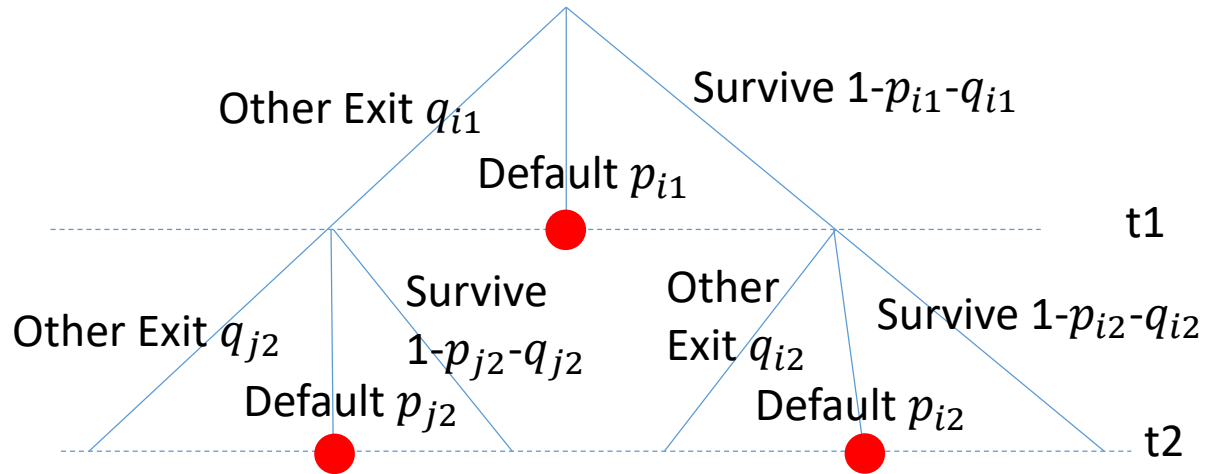 Other Exit q_{i1}
Survive 1-p_{i1}-q_{i1}
Default p_{i1}
t1
Other Exit q_{j2}
Survive
1-p_{j2}-q_{j2}
Default p_{j2}
Other
Exit q_{i2}
Survive 1-p_{i2}-q_{i2}
Default p_{i2}
t2